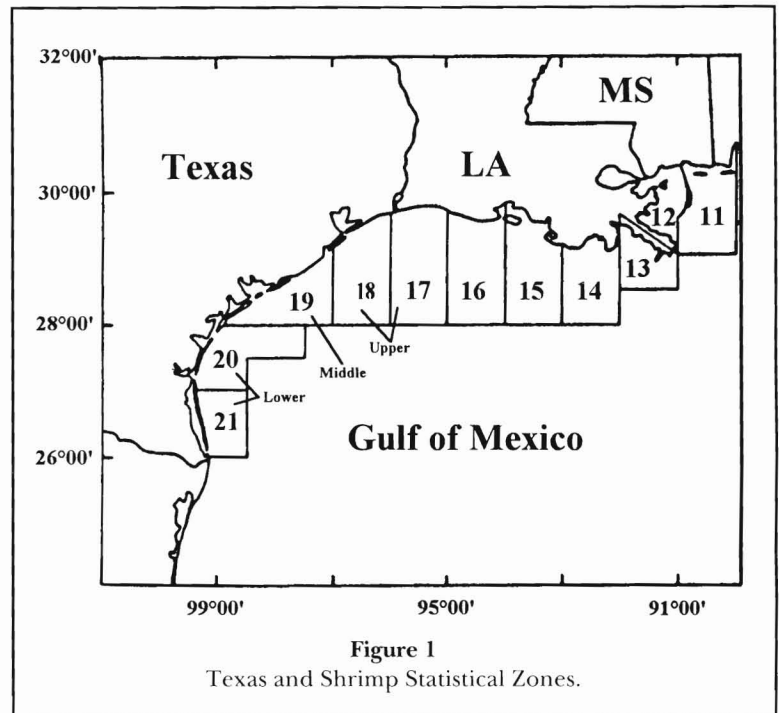 32°00'
MS
Texas
LA
30°00'
12
11
13
19
18
17
16
15
14
28°00'
Upper
20
Middle
Lower
21
Gulf of Mexico
26°00'
99°00'
95°00'
91°00'
Figure 1
Texas and Shrimp Statistical Zones.